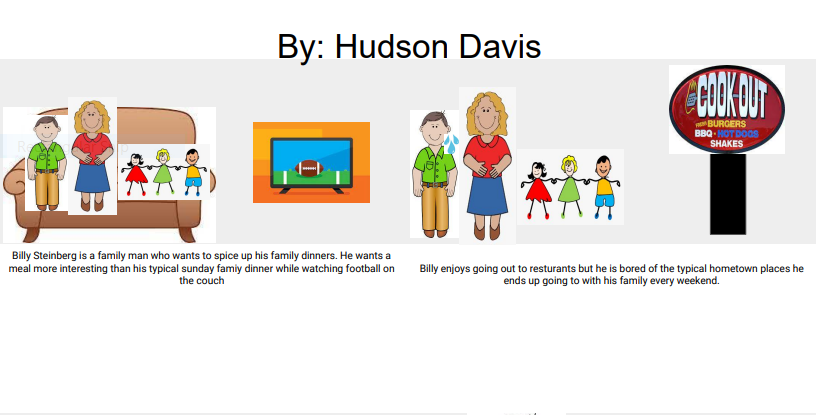 By: Hudson Davis
COOK OUT
FRESH BURGERS
BBQ • HOT DOGS
SHAKES
Billy Steinberg is a family man who wants to spice up his family dinners. He wants a
meal more interesting than his typical sunday famiy dinner while watching football on
the couch
Billy enjoys going out to resturants but he is bored of the typical hometown places he
ends up going to with his family every weekend.